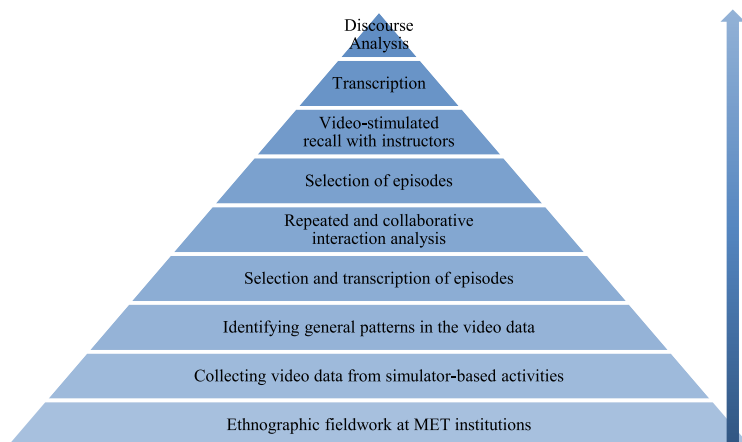 Discourse
Analysis
Transcription
Video-stimulated
recall with instructors
Selection of episodes
Repeated and collaborative
interaction analysis
Selection and transcription of episodes
Identifying general patterns in the video data
Collecting video data from simulator-based activities
Ethnographic fieldwork at MET institutions